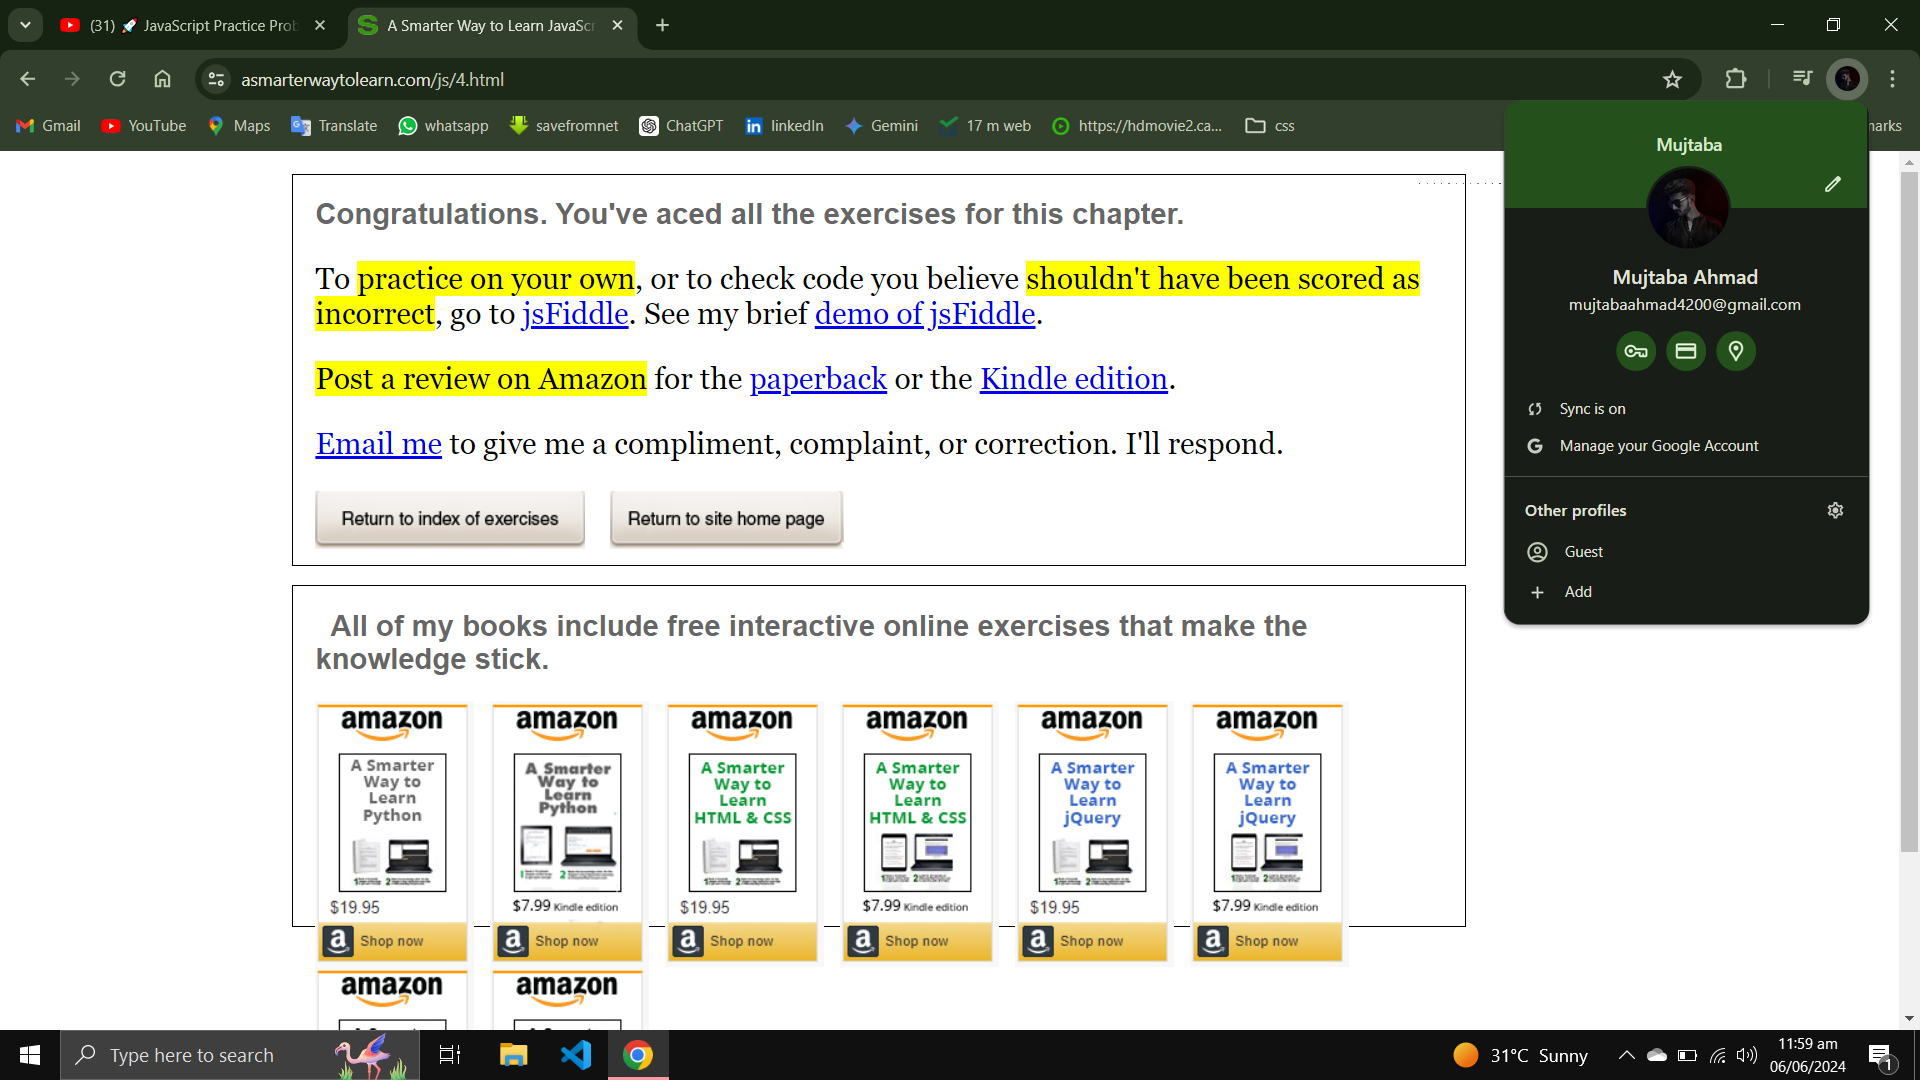 (31) 🚀 JavaScript Practice Prob
A Smarter Way to Learn JavaScr
asmarterwaytolearn.com/js/4.html
Gmail
YouTube
Maps
Translate
whatsapp
savefromnet
ChatGPT
linkedIn
Gemini
17 m web
https://hdmovie2.ca...
css
arks
Mujtaba
Mujtaba Ahmad
mujtabaahmad4200@gmail.com
Sync is on
Manage your Google Account
Other profiles
Guest
Add
Congratulations. You've aced all the exercises for this chapter.
To practice on your own, or to check code you believe shouldn't have been scored as
incorrect, go to jsFiddle. See my brief demo of jsFiddle.
Post a review on Amazon for the paperback or the Kindle edition.
Email me to give me a compliment, complaint, or correction. I'll respond.
Return to index of exercises
Return to site home page
All of my books include free interactive online exercises that make the
knowledge stick.
amazon
A Smarter
Way to
Learn
Python
$19.95
Shop now
amazon
A Smarter
Way to
Learn
Python
$7.99 Kindle edition
Shop now
amazon
A Smarter
Way to
Learn
HTML & CSS
$19.95
Shop now
amazon
A Smarter
Way to
Learn
HTML & CSS
$7.99 Kindle edition
Shop now
amazon
A Smarter
Way to
Learn
jQuery
$19.95
Shop now
amazon
A Smarter
Way to
Learn
jQuery
$7.99 Kindle edition
Shop now
amazon
amazon
Type here to search
31°C Sunny
11:59 am
06/06/2024
1